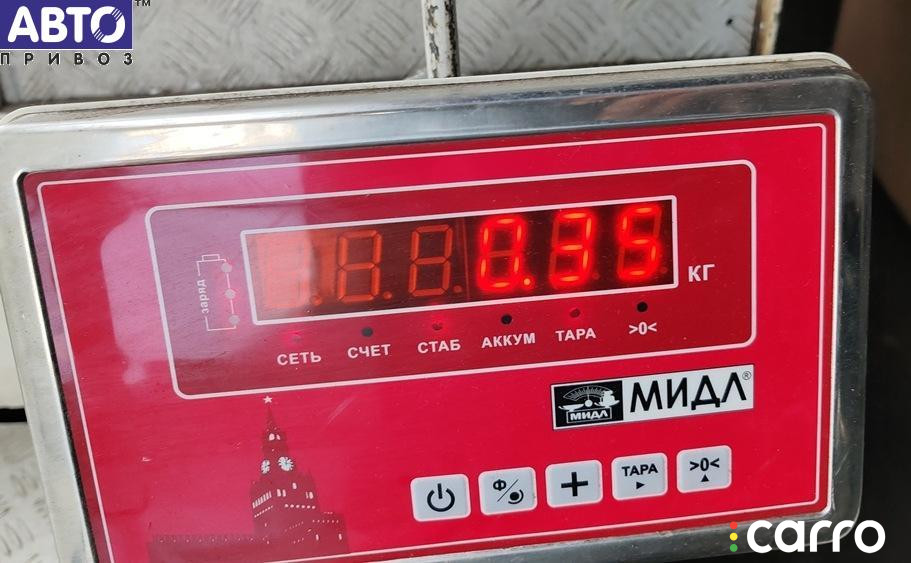 АВТО™
ПРИВОЗ
0.35
КГ
заряд
СЕТЬ СЧЕТ СТАБ АККУМ ТАРА >0<
МИДЛ
МИДЛ®
Ф
ТАРА
>0<
carro